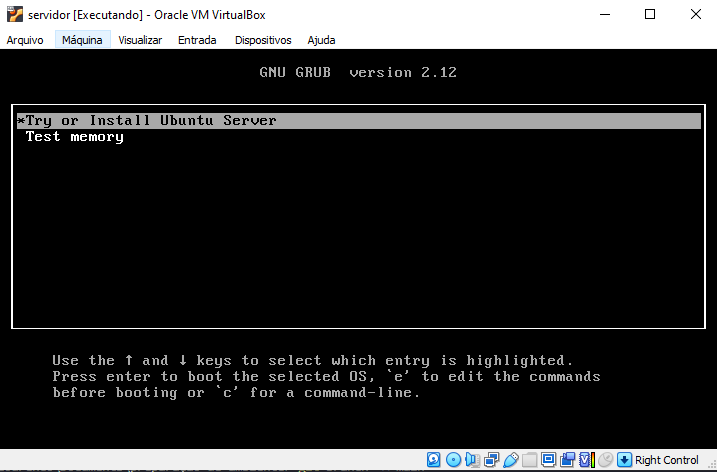 servidor [Executando] - Oracle VM VirtualBox
Arquivo Máquina Visualizar Entrada Dispositivos Ajuda
GNU GRUB version 2.12
*Try or Install Ubuntu Server
Test memory
Use the ↑ and ↓ keys to select which entry is highlighted.
Press enter to boot the selected OS, `e' to edit the commands
before booting or `c' for a command-line.
Right Control